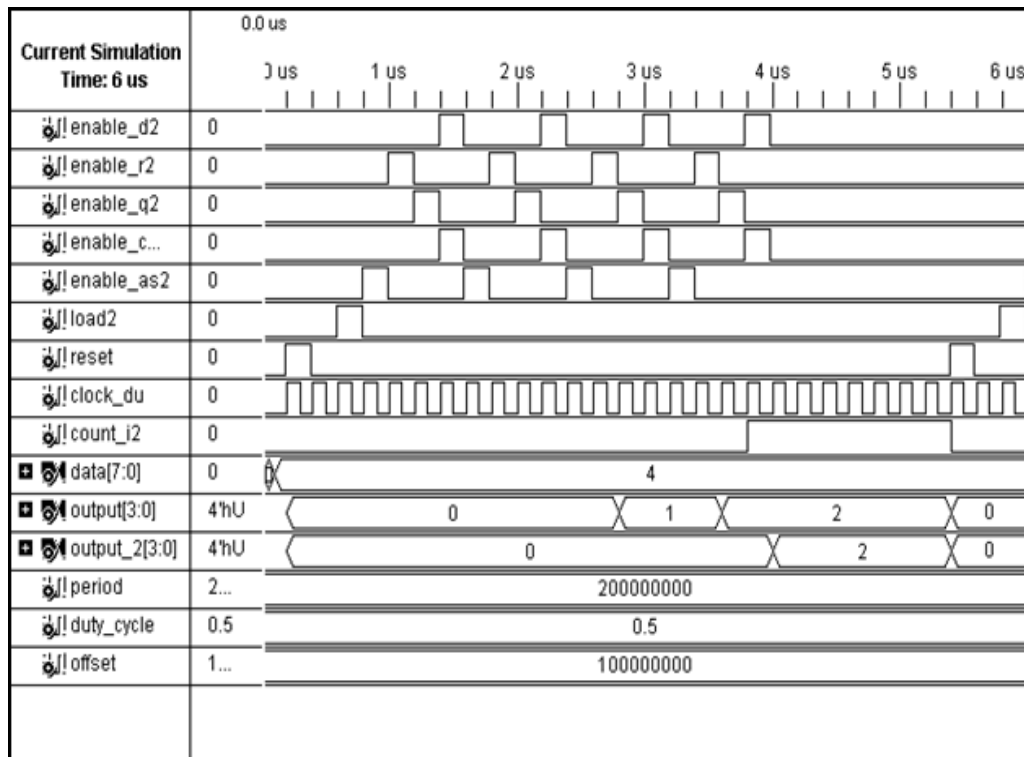 0.0 us
Current Simulation
Time: 6 us
0 us 1 us 2 us 3 us 4 us 5 us 6 us
enable_d2 0
enable_r2 0
enable_q2 0
enable_c... 0
enable_as2 0
load2 0
reset 0
clock_du 0
count_i2 0
data[7:0] 0 4
output[3:0] 4'hU 0 1 2 0
output_2[3:0] 4'hU 0 2 0
period 2... 200000000
duty_cycle 0.5 0.5
offset 1... 100000000